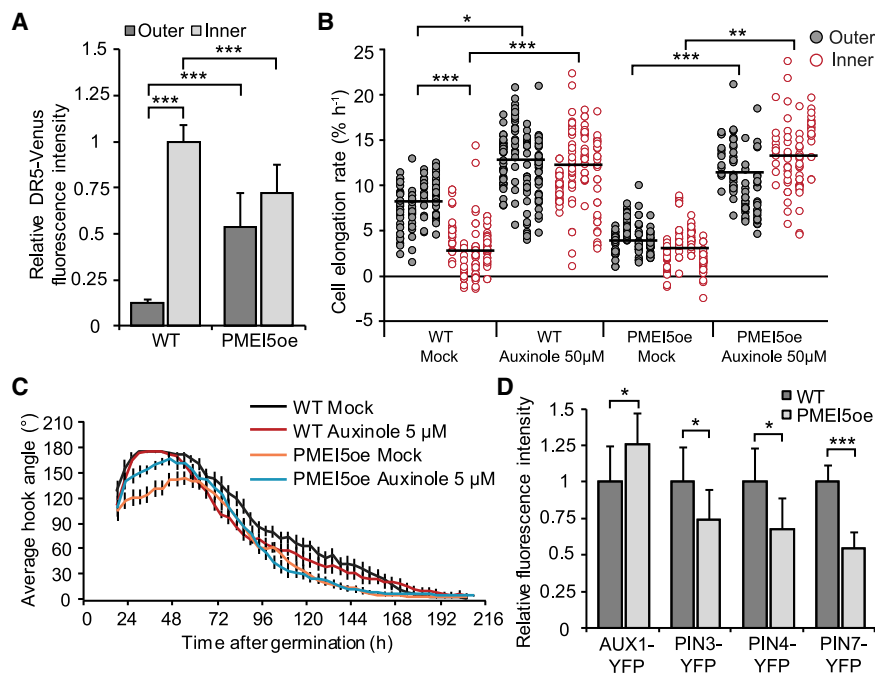 A
Outer Inner
Relative DR5-Venus
fluorescence intensity
1.5
1.25
1
0.75
0.5
0.25
0
***
***
***
WT
PMEI5oe
B
Outer
Inner
Cell elongation rate (% h-1)
25
20
15
10
5
0
−5
*
***
***
***
**
WT
Mock
WT
Auxinole 50µM
PMEI5oe
Mock
PMEI5oe
Auxinole 50µM
C
WT Mock
WT Auxinole 5 µM
PMEI5oe Mock
PMEI5oe Auxinole 5 µM
Average hook angle (°)
210
180
150
120
90
60
30
0
24 48 72 96 120 144 168 192 216
Time after germination (h)
D
WT
PMEI5oe
Relative fluorescence intensity
1.5
1.25
1
0.75
0.5
0.25
0
*
*
*
***
AUX1-
YFP
PIN3-
YFP
PIN4-
YFP
PIN7-
YFP